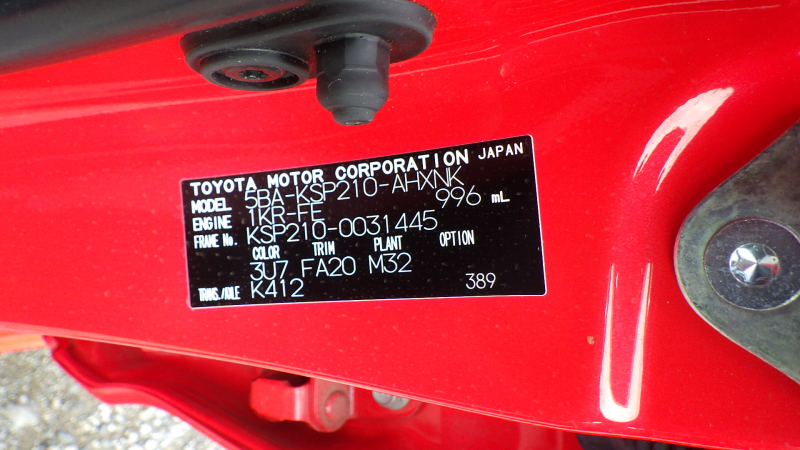 TOYOTA MOTOR CORPORATION JAPAN
MODEL 5BA-KSP210-AHXNK
ENGINE 1KR-FE 996 mL
FRAME No. KSP210-0031445
COLOR TRIM PLANT OPTION
3U7 FA20 M32
TRANS./AXLE K412 389